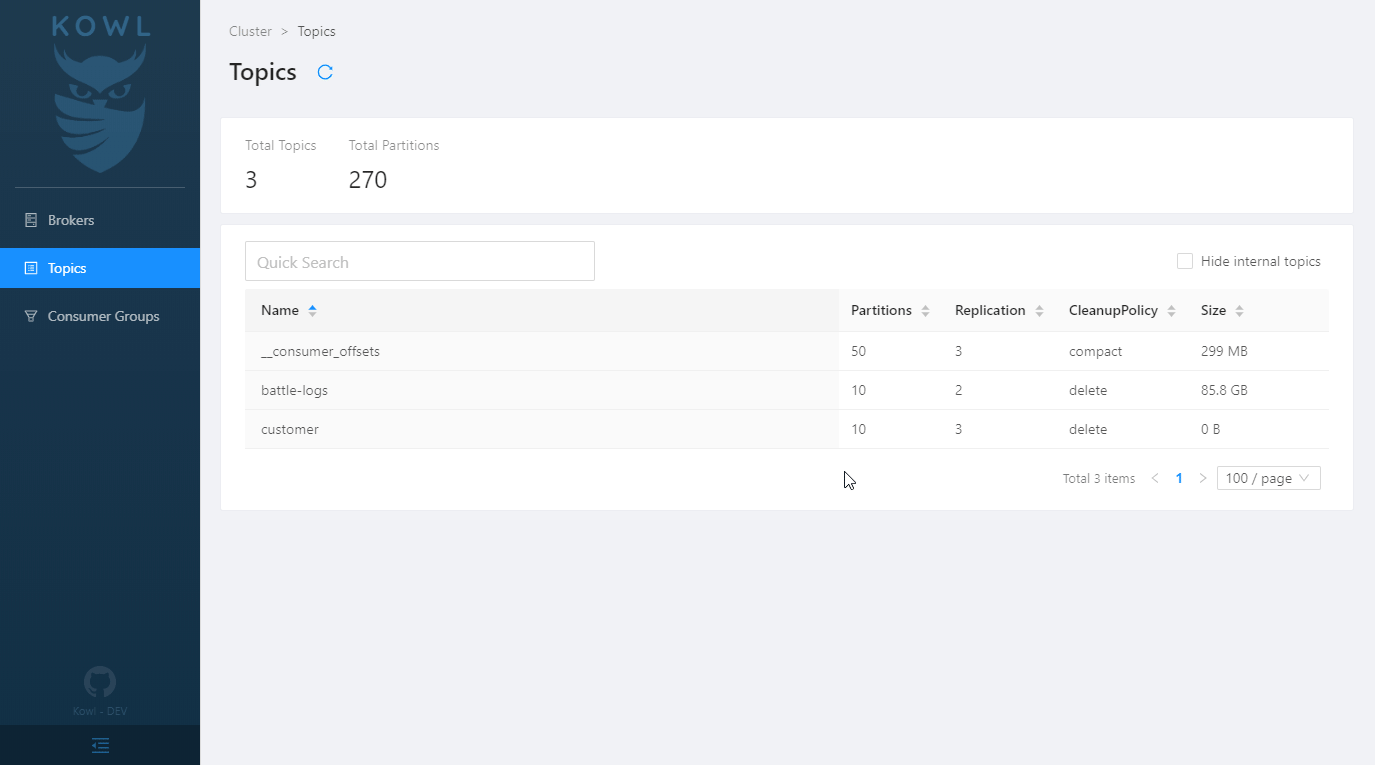 KOWL
Brokers
Topics
Consumer Groups
Kowl - DEV
Cluster > Topics
Topics
Total Topics Total Partitions
3 270
Quick Search
Hide internal topics
Name Partitions Replication CleanupPolicy Size
__consumer_offsets 50 3 compact 299 MB
battle-logs 10 2 delete 85.8 GB
customer 10 3 delete 0 B
Total 3 items < 1 > 100 / page